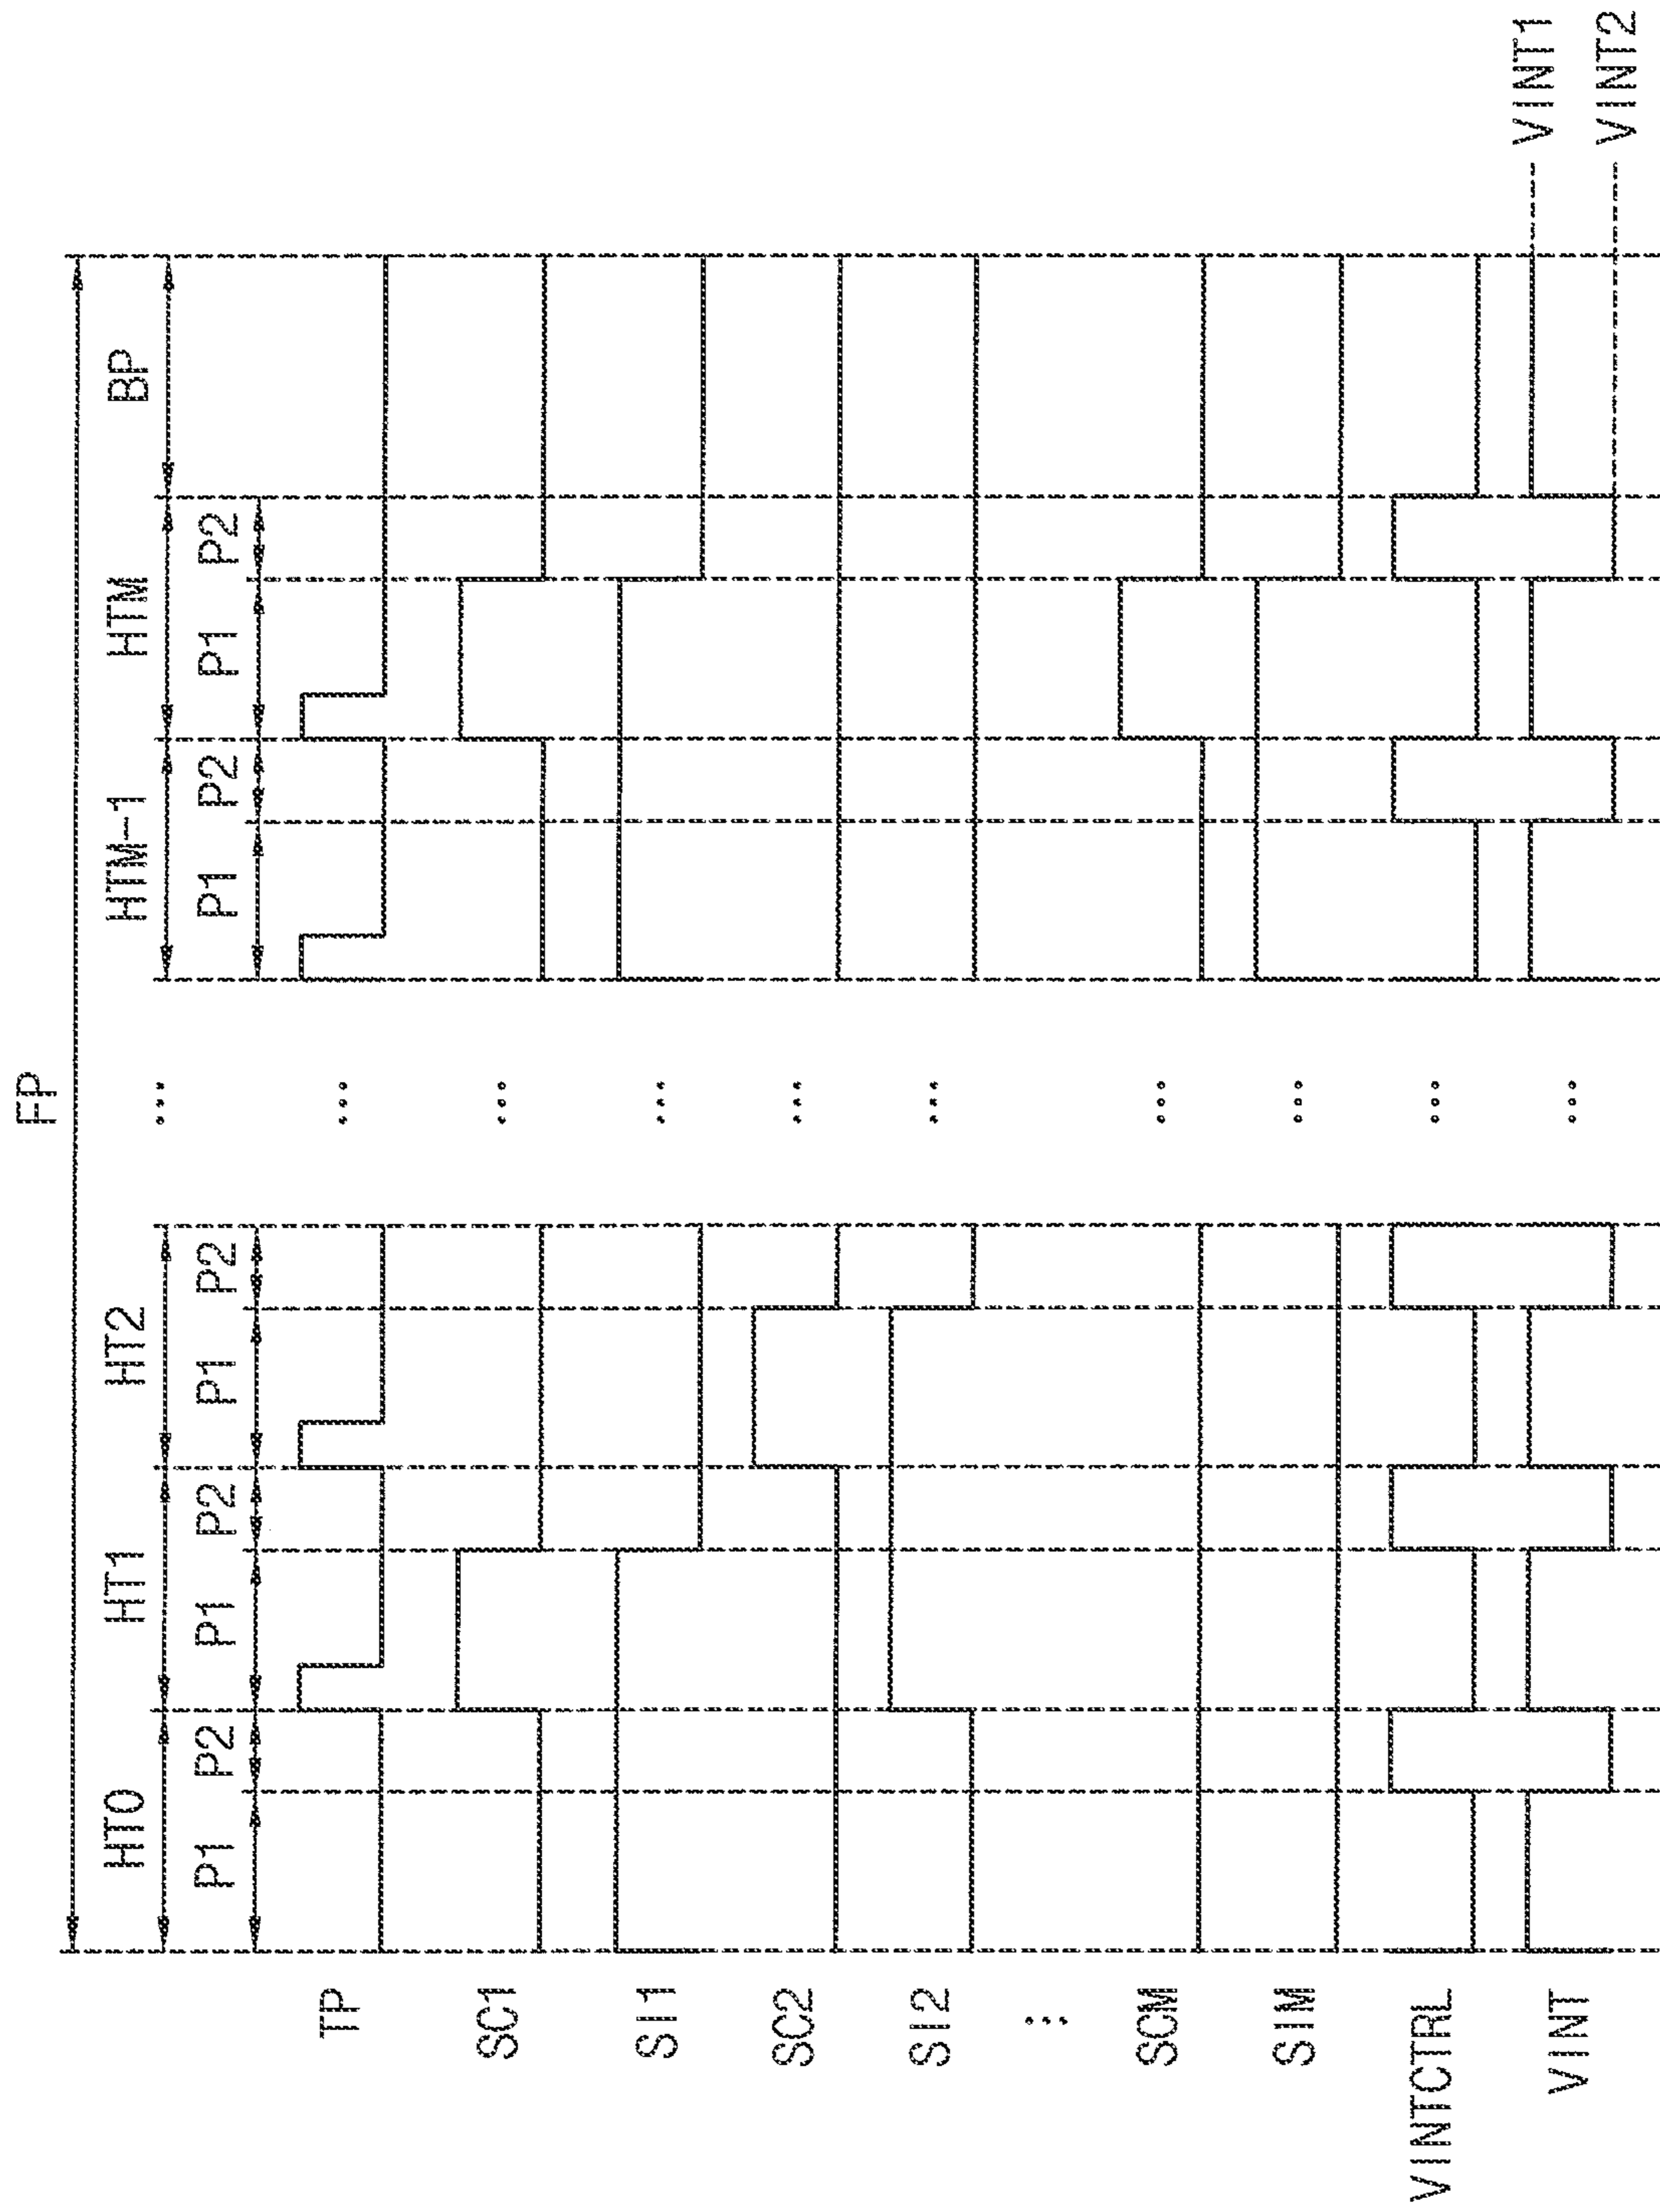 FP
HT0 HT1 HT2 ... HTM-1 HTM BP
P1 P2 P1 P2 P1 P2 P1 P2 P1 P2
TP ...
SC1 ...
SI1 ...
SC2 ...
SI2 ...
⋮
SCM ...
SIM ...
VINTCTRL ...
VINT ... VINT1
VINT2